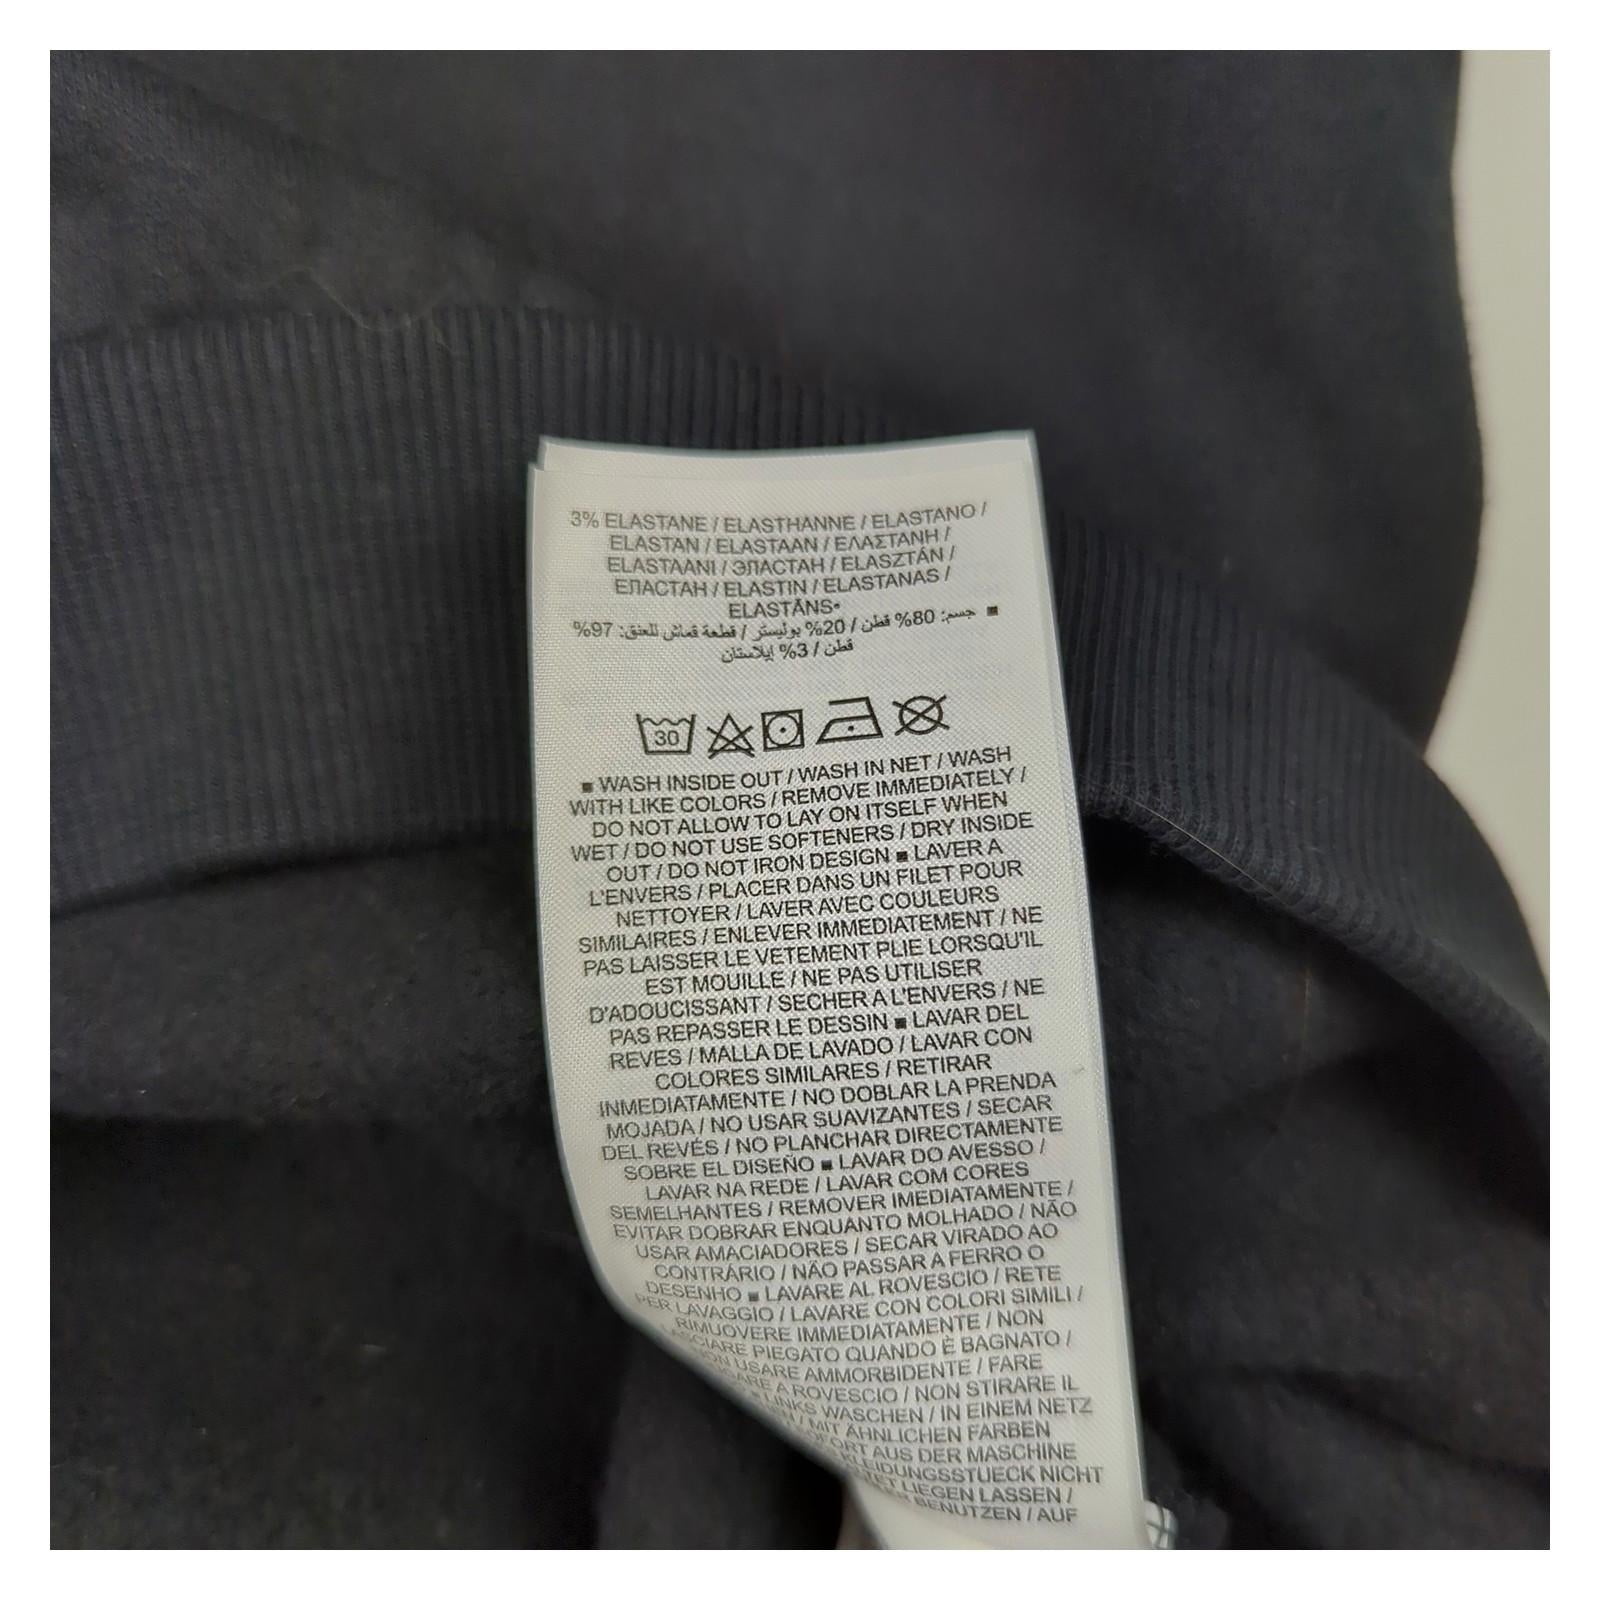 3% ELASTANE / ELASTHANNE / ELASTANO /
ELASTAN / ELASTAAN / ΕΛΑΣΤΑΝΗ /
ELASTAANI / ЭЛАСТАН / ELASZTÁN /
ЕЛАСТАН / ELASTIN / ELASTANAS /
ELASTĀNS•
■ جسم: 80% قطن / 20% بوليستر / قطعة قماش للعنق: 97%
قطن / 3% إيلاستان
30
■ WASH INSIDE OUT / WASH IN NET / WASH
WITH LIKE COLORS / REMOVE IMMEDIATELY /
DO NOT ALLOW TO LAY ON ITSELF WHEN
WET / DO NOT USE SOFTENERS / DRY INSIDE
OUT / DO NOT IRON DESIGN ■ LAVER A
L'ENVERS / PLACER DANS UN FILET POUR
NETTOYER / LAVER AVEC COULEURS
SIMILAIRES / ENLEVER IMMEDIATEMENT / NE
PAS LAISSER LE VETEMENT PLIE LORSQU'IL
EST MOUILLE / NE PAS UTILISER
D'ADOUCISSANT / SECHER A L'ENVERS / NE
PAS REPASSER LE DESSIN ■ LAVAR DEL
REVES / MALLA DE LAVADO / LAVAR CON
COLORES SIMILARES / RETIRAR
INMEDIATAMENTE / NO DOBLAR LA PRENDA
MOJADA / NO USAR SUAVIZANTES / SECAR
DEL REVÉS / NO PLANCHAR DIRECTAMENTE
SOBRE EL DISEÑO ■ LAVAR DO AVESSO /
LAVAR NA REDE / LAVAR COM CORES
SEMELHANTES / REMOVER IMEDIATAMENTE /
EVITAR DOBRAR ENQUANTO MOLHADO / NÃO
USAR AMACIADORES / SECAR VIRADO AO
CONTRÁRIO / NÃO PASSAR A FERRO O
DESENHO ■ LAVARE AL ROVESCIO / RETE
PER LAVAGGIO / LAVARE CON COLORI SIMILI /
RIMUOVERE IMMEDIATAMENTE / NON
LASCIARE PIEGATO QUANDO È BAGNATO /
NON USARE AMMORBIDENTE / FARE
A ROVESCIO / NON STIRARE IL
■ LINKS WASCHEN / IN EINEM NETZ
/ MIT ÄHNLICHEN FARBEN
SOFORT AUS DER MASCHINE
KLEIDUNGSSTUECK NICHT
LIEGEN LASSEN /
BENUTZEN / AUF